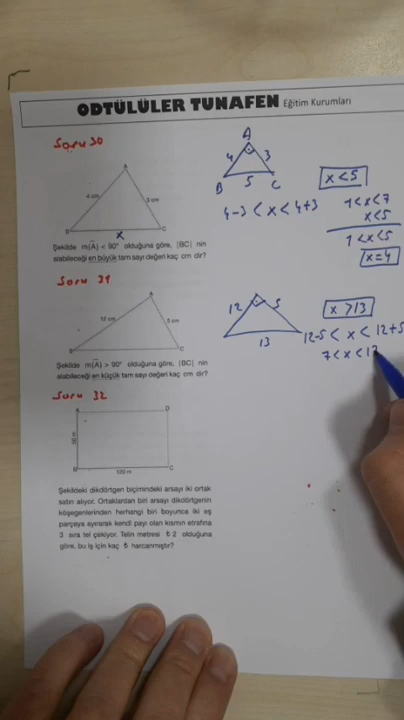 ODTÜLÜLER TUNAFEN Eğitim Kurumları
Soru 30
A
4 cm
3 cm
B
x
C
Şekilde m(A) < 90° olduğuna göre, |BC| nin
alabileceği en büyük tam sayı değeri kaç cm dir?
A
4
3
B
5
C
x < 5
4-3 < x < 4+3
1 < x < 7
x < 5
1 < x < 5
x = 4
Soru 31
A
12 cm
5 cm
B
C
Şekilde m(A) > 90° olduğuna göre, |BC| nin
alabileceği en küçük tam sayı değeri kaç cm dir?
12
5
13
x > 13
12-5 < x < 12+5
7 < x < 1
Soru 32
A
D
B
120 m
C
Şekildeki dikdörtgen biçimindeki arsayı iki ortak
satın alıyor. Ortaklardan biri arsayı dikdörtgenin
köşegenlerinden herhangi biri boyunca iki eş
parçaya ayırarak kendi payı olan kısmın etrafına
3 sıra tel çekiyor. Telin metresi ₺ 2 olduğuna
göre, bu iş için kaç ₺ harcanmıştır?